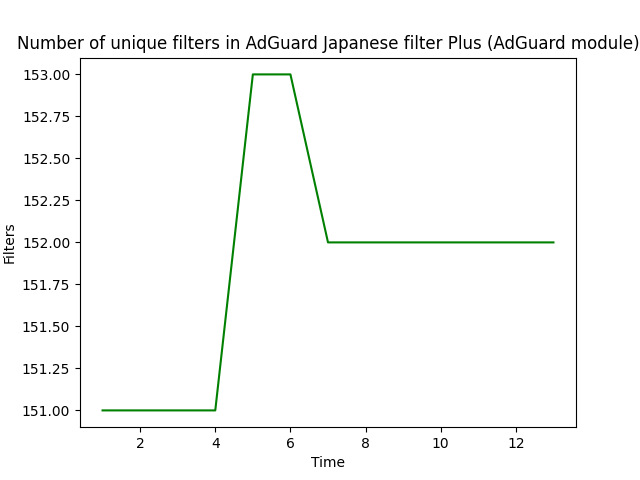 Number of unique filters in AdGuard Japanese filter Plus (AdGuard module)
153.00
152.75
152.50
152.25
152.00
151.75
151.50
151.25
151.00
Filters
2 4 6 8 10 12
Time